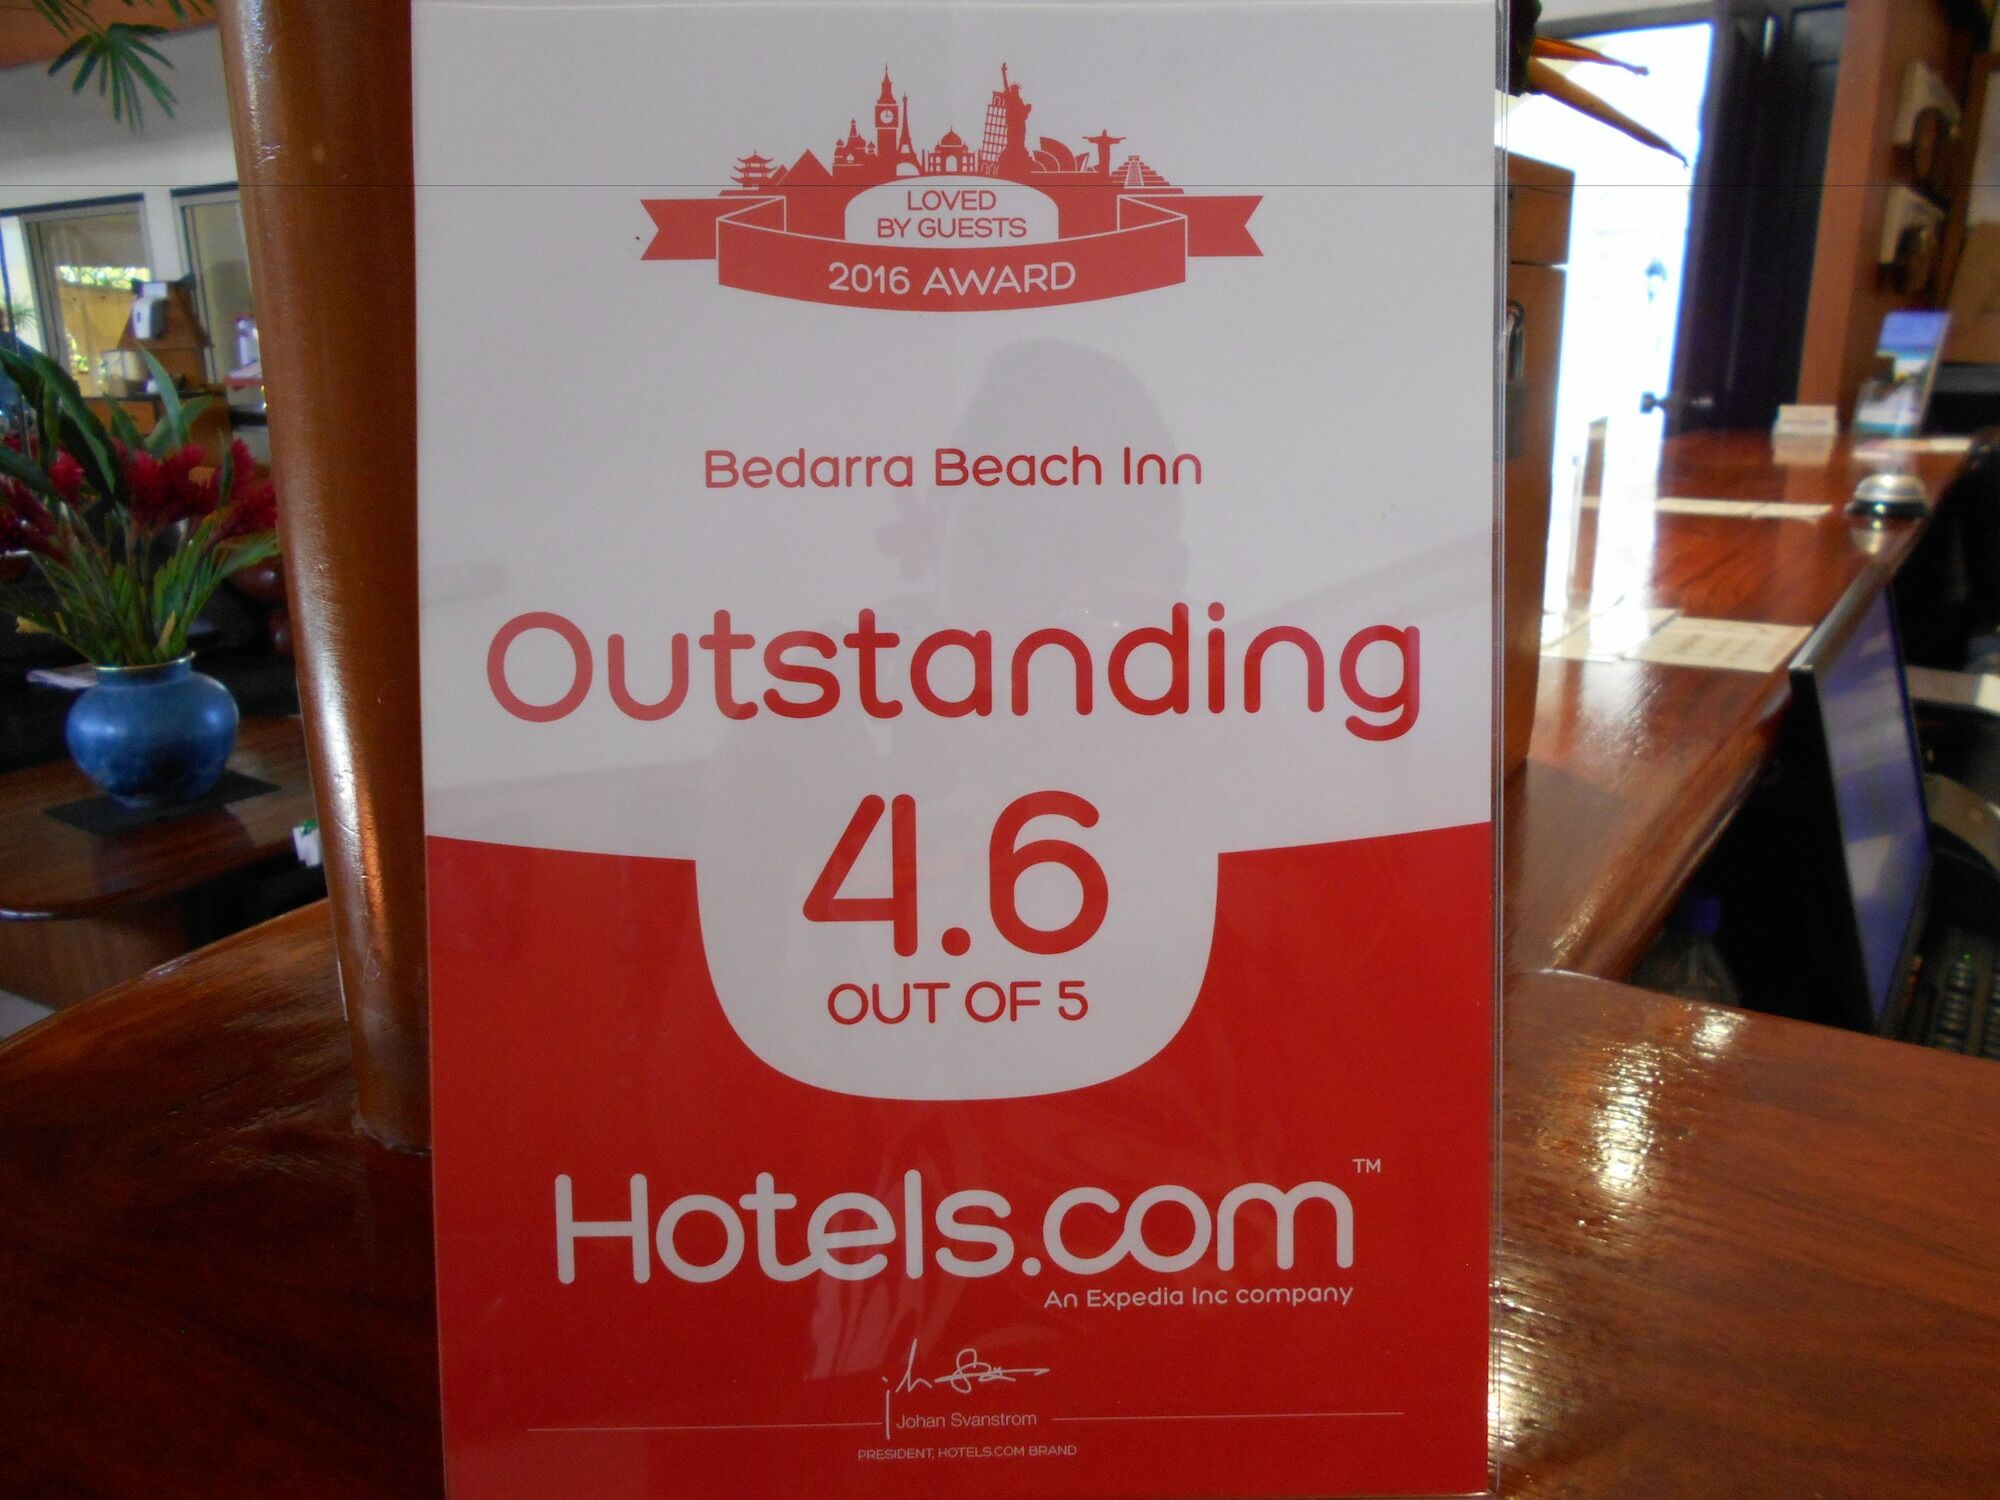 LOVED
BY GUESTS
2016 AWARD
Bedarra Beach Inn
Outstanding
4.6
OUT OF 5
Hotels.com™
An Expedia Inc company
Johan Svanstrom
PRESIDENT, HOTELS.COM BRAND